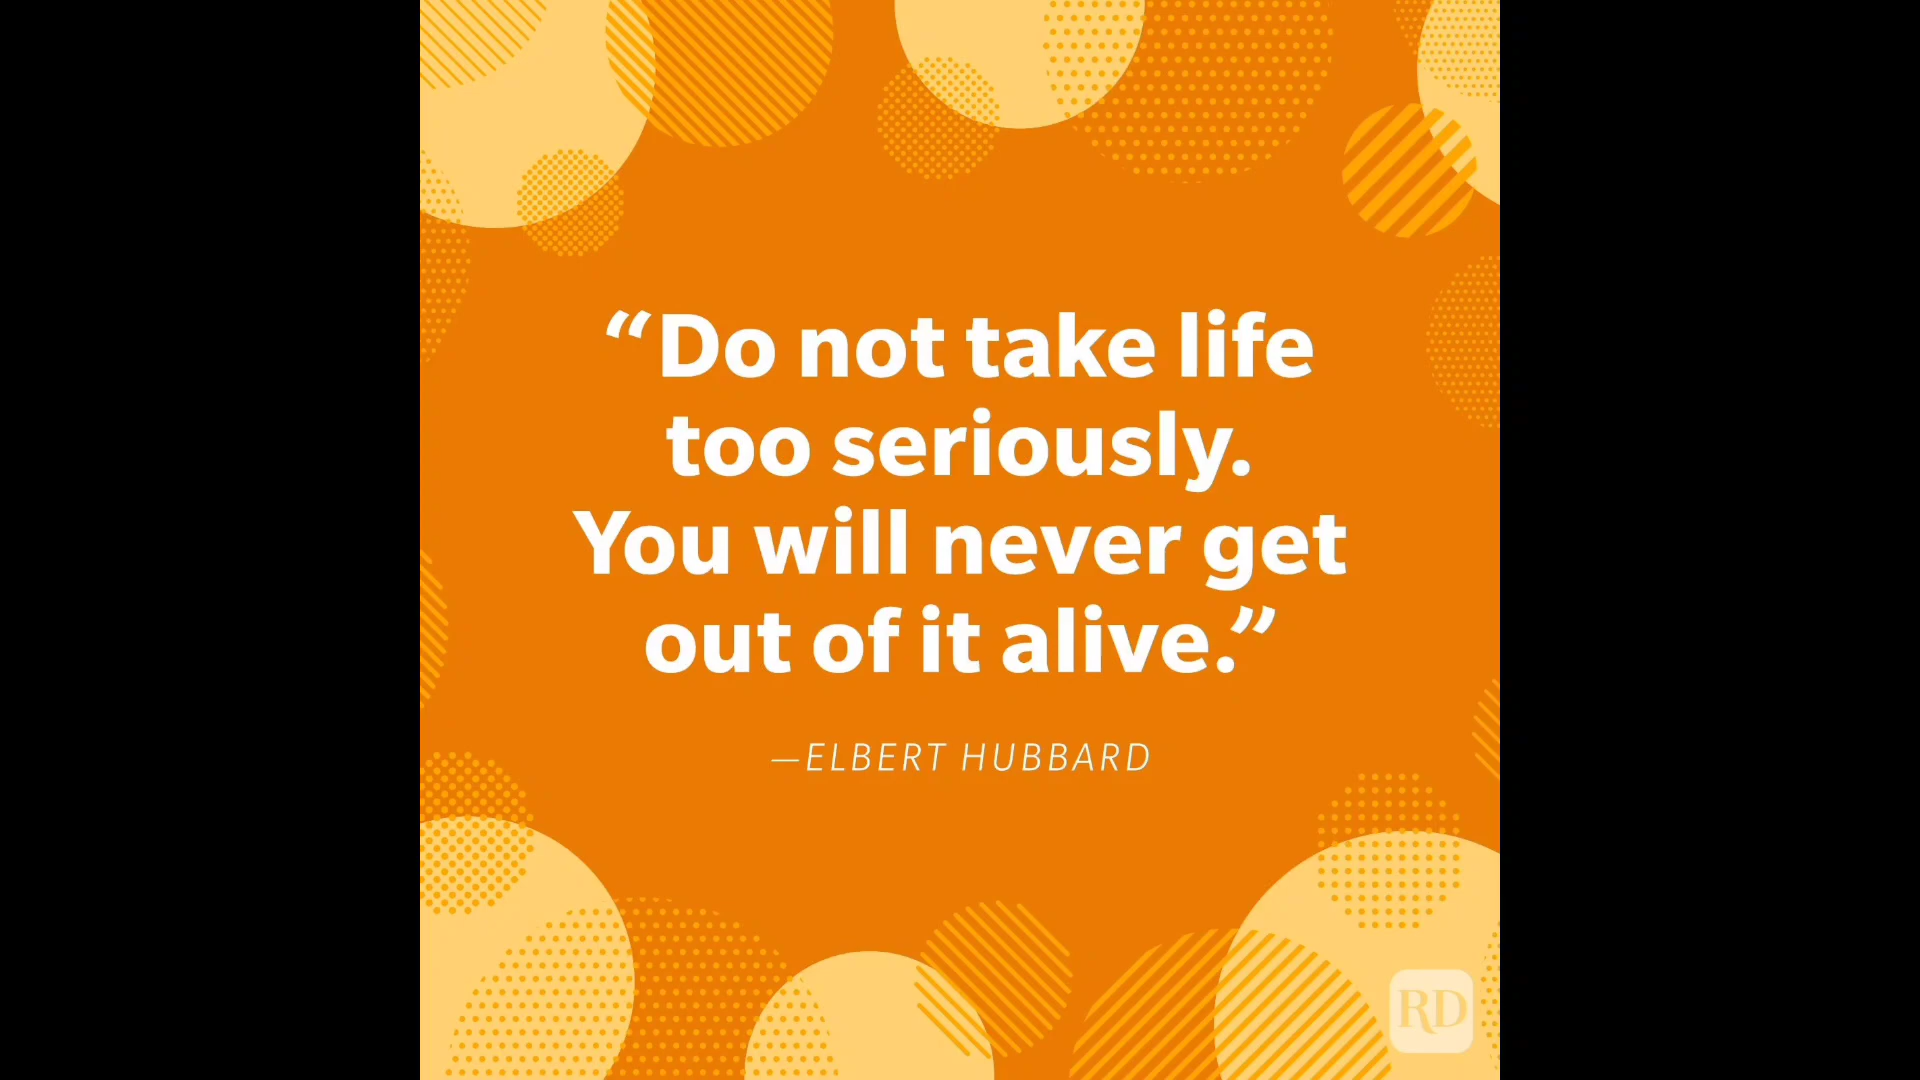 “Do not take life
too seriously.
You will never get
out of it alive.”
—ELBERT HUBBARD
RD